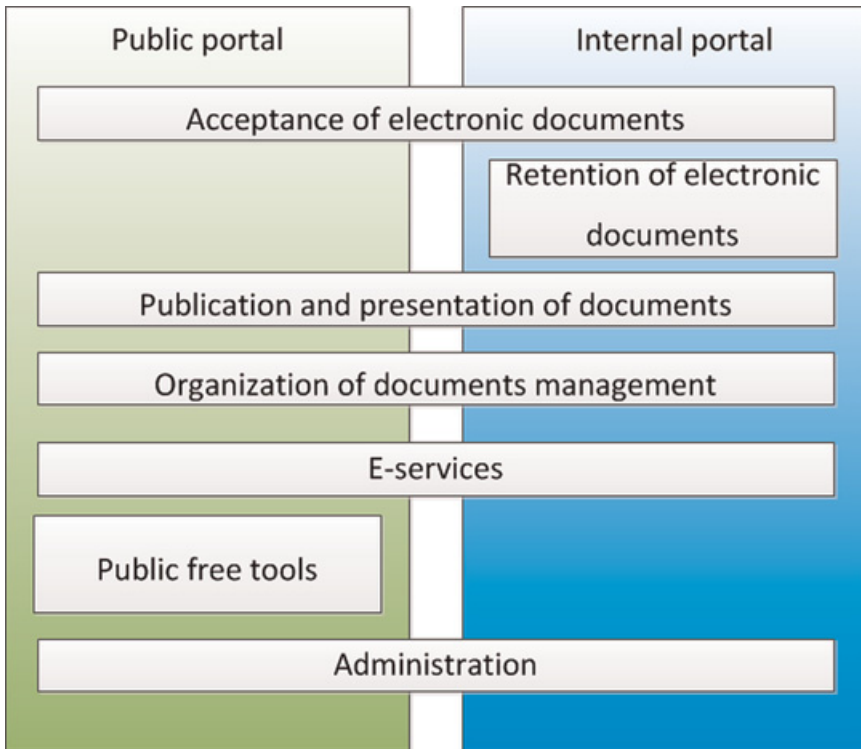 Public portal
Internal portal
Acceptance of electronic documents
Retention of electronic
documents
Publication and presentation of documents
Organization of documents management
E-services
Public free tools
Administration